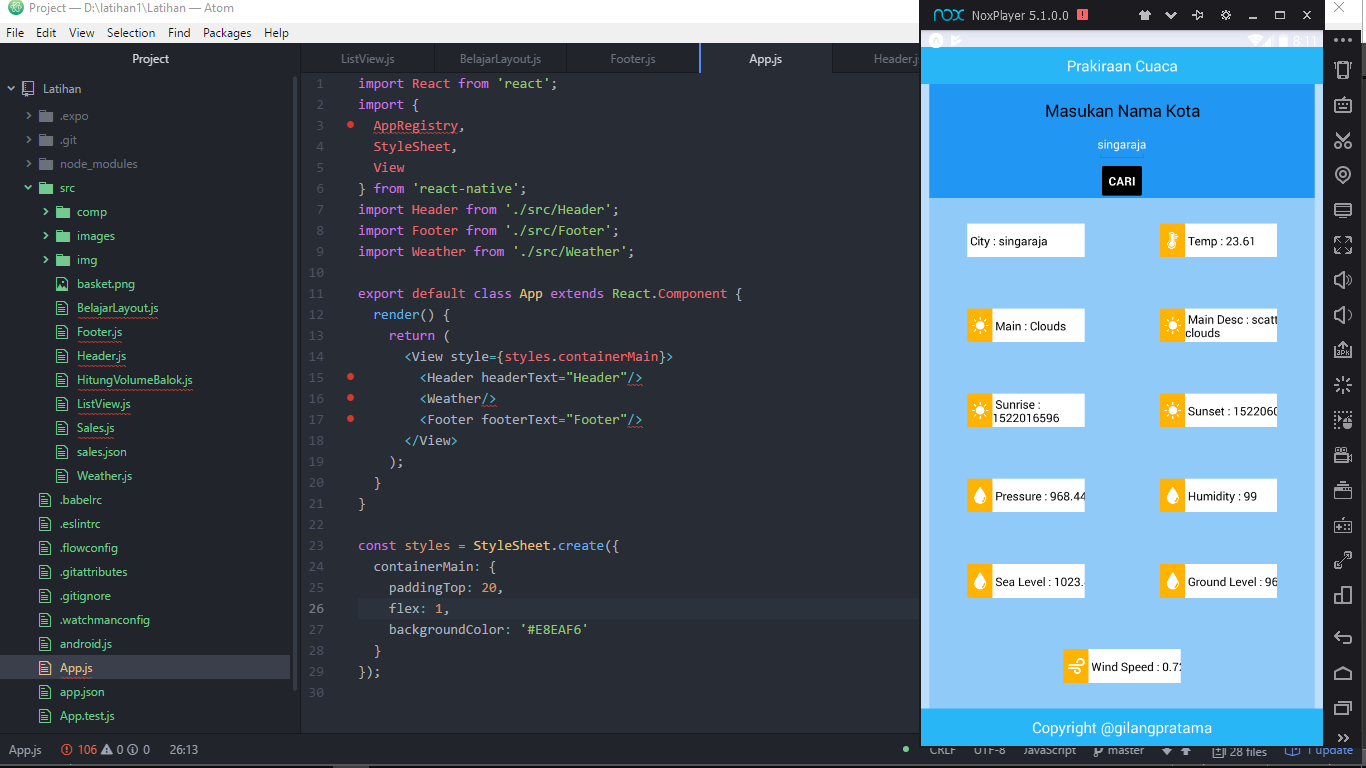 Project — D:\latihan1\Latihan — Atom
File Edit View Selection Find Packages Help
Project
Latihan
.expo
.git
node_modules
src
comp
images
img
basket.png
BelajarLayout.js
Footer.js
Header.js
HitungVolumeBalok.js
ListView.js
Sales.js
sales.json
Weather.js
.babelrc
.eslintrc
.flowconfig
.gitattributes
.gitignore
.watchmanconfig
android.js
App.js
app.json
App.test.js
ListView.js BelajarLayout.js Footer.js App.js Header.js
1 import React from 'react';
2 import {
3 AppRegistry,
4 StyleSheet,
5 View
6 } from 'react-native';
7 import Header from './src/Header';
8 import Footer from './src/Footer';
9 import Weather from './src/Weather';
10
11 export default class App extends React.Component {
12 render() {
13 return (
14 <View style={styles.containerMain}>
15 <Header headerText="Header"/>
16 <Weather/>
17 <Footer footerText="Footer"/>
18 </View>
19 );
20 }
21 }
22
23 const styles = StyleSheet.create({
24 containerMain: {
25 paddingTop: 20,
26 flex: 1,
27 backgroundColor: '#E8EAF6'
28 }
29 });
30
App.js 106 0 0 26:13
CRLF UTF-8 JavaScript master 28 files 1 update
nox NoxPlayer 5.1.0.0
8:11
Prakiraan Cuaca
Masukan Nama Kota
singaraja
CARI
City : singaraja
Temp : 23.61
Main : Clouds
Main Desc : scatt
clouds
Sunrise :
1522016596
Sunset : 1522060
Pressure : 968.44
Humidity : 99
Sea Level : 1023.
Ground Level : 96
Wind Speed : 0.72
Copyright @gilangpratama